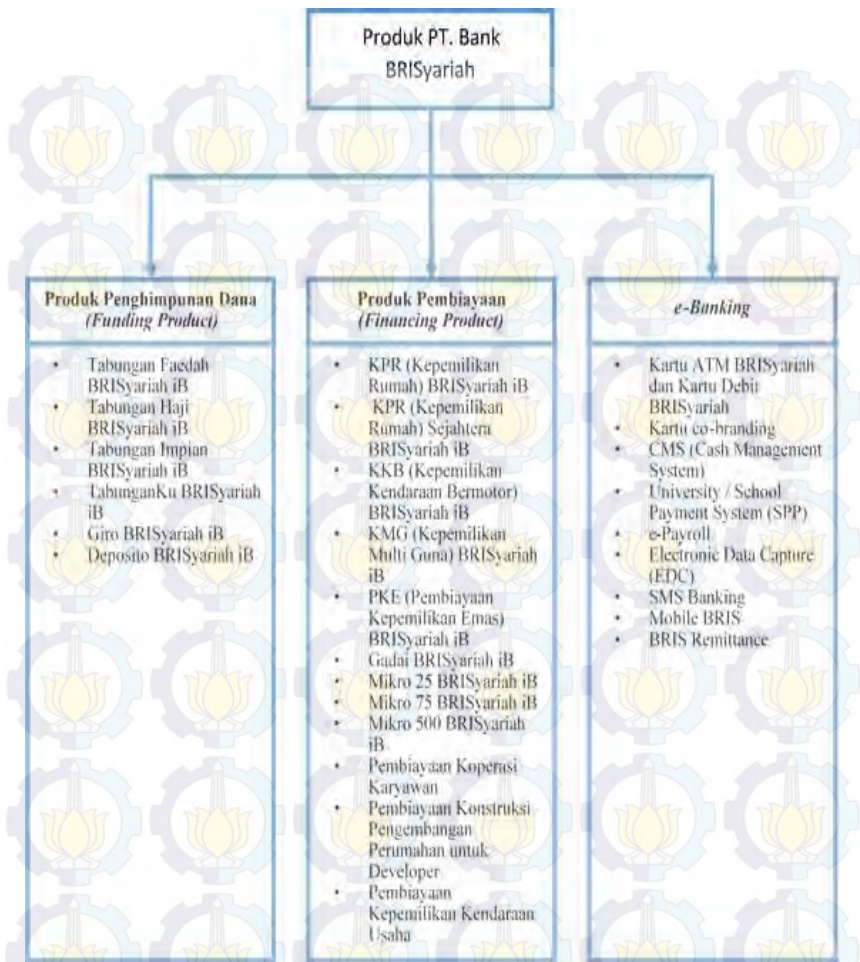 Produk PT. Bank
BRISyariah
Produk Penghimpunan Dana
(Funding Product)
• Tabungan Faedah
BRISyariah iB
• Tabungan Haji
BRISyariah iB
• Tabungan Impian
BRISyariah iB
• TabunganKu BRISyariah
iB
• Giro BRISyariah iB
• Deposito BRISyariah iB
Produk Pembiayaan
(Financing Product)
• KPR (Kepemilikan
Rumah) BRISyariah iB
• KPR (Kepemilikan
Rumah) Sejahtera
BRISyariah iB
• KKB (Kepemilikan
Kendaraan Bermotor)
BRISyariah iB
• KMG (Kepemilikan
Multi Guna) BRISyariah
iB
• PKE (Pembiayaan
Kepemilikan Emas)
BRISyariah iB
• Gadai BRISyariah iB
• Mikro 25 BRISyariah iB
• Mikro 75 BRISyariah iB
• Mikro 500 BRISyariah
iB
• Pembiayaan Koperasi
Karyawan
• Pembiayaan Konstruksi
Pengembangan
Perumahan untuk
Developer
• Pembiayaan
Kepemilikan Kendaraan
Usaha
e-Banking
• Kartu ATM BRISyariah
dan Kartu Debit
BRISyariah
• Kartu co-branding
• CMS (Cash Management
System)
• University / School
Payment System (SPP)
• e-Payroll
• Electronic Data Capture
(EDC)
• SMS Banking
• Mobile BRIS
• BRIS Remittance